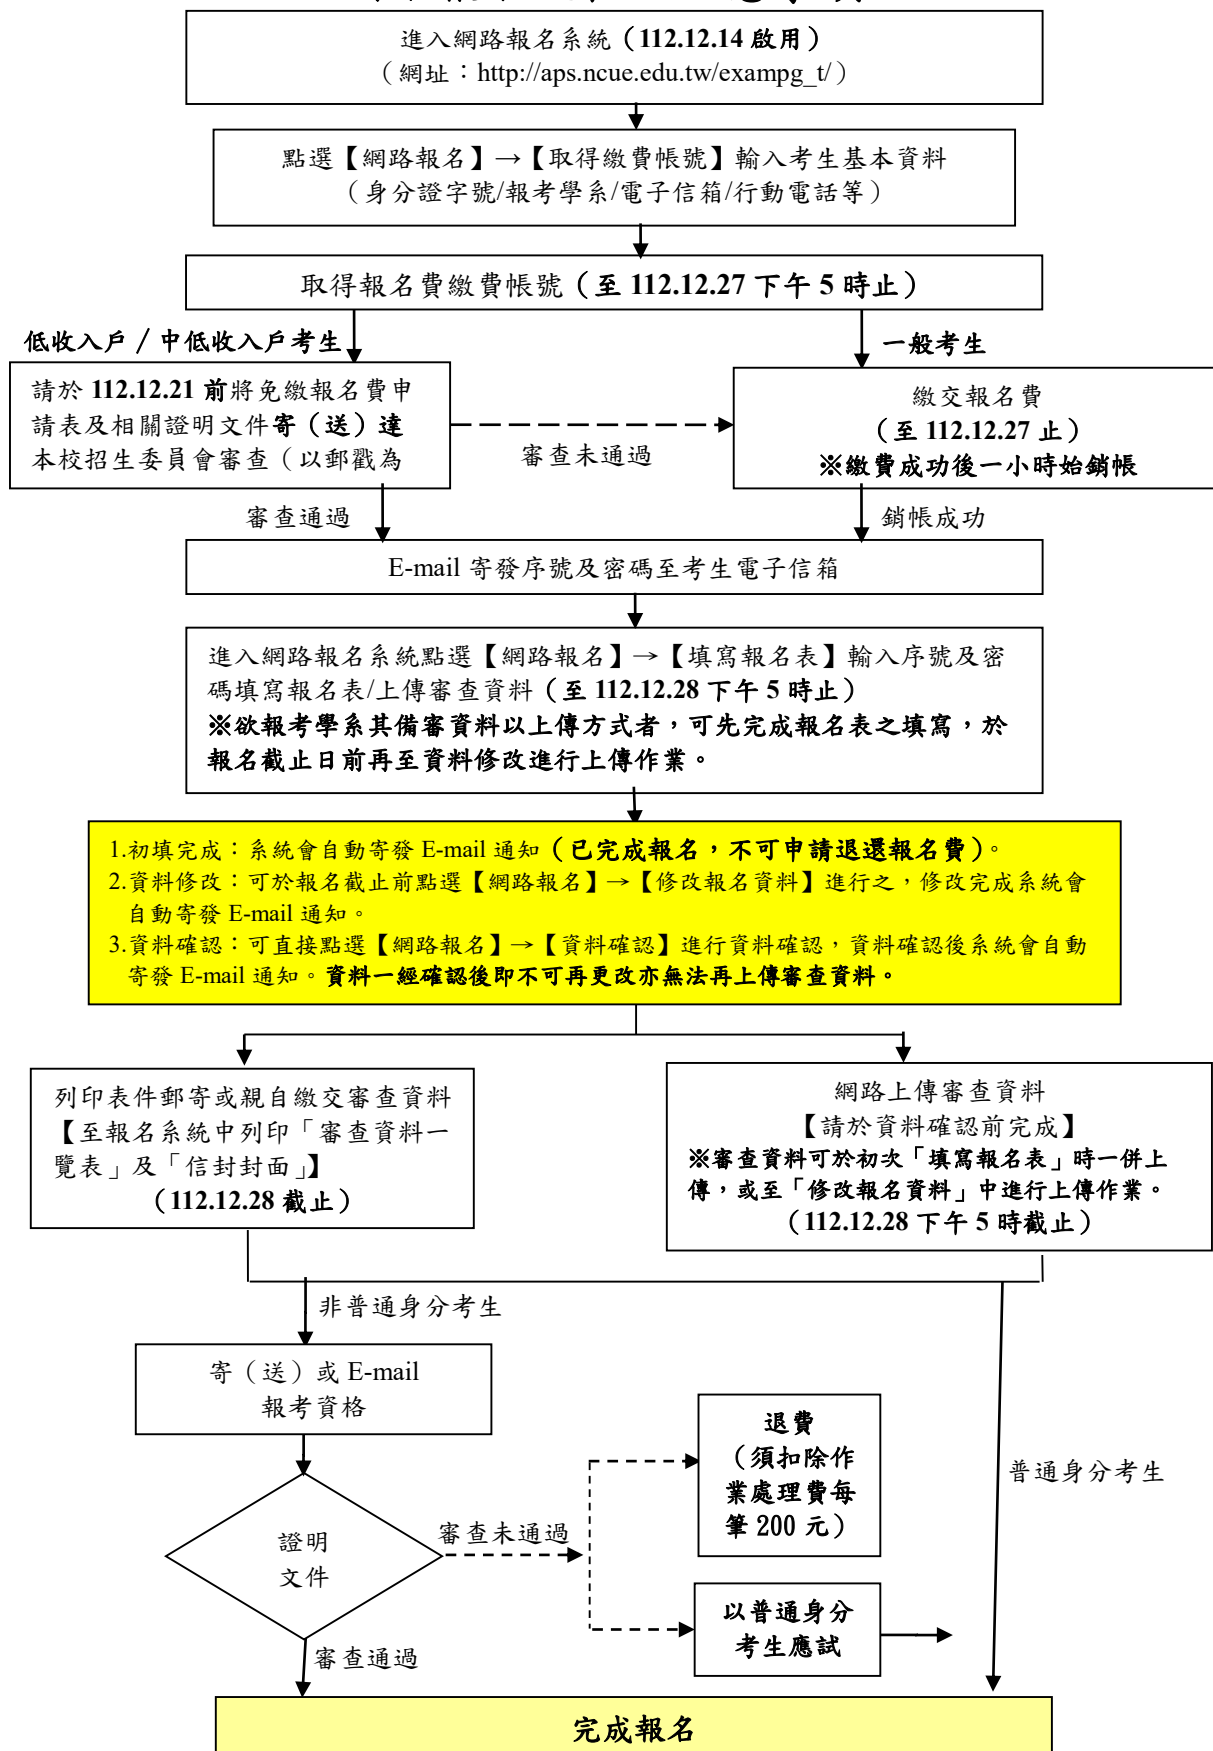 進入網路報名系統（112.12.14 啟用）
（網址：http://aps.ncue.edu.tw/exampg_t/）
點選【網路報名】→【取得繳費帳號】輸入考生基本資料
（身分證字號/報考學系/電子信箱/行動電話等）
取得報名費繳費帳號（至 112.12.27 下午 5 時止）
低收入戶／中低收入戶考生
一般考生
請於 112.12.21 前將免繳報名費申
請表及相關證明文件寄（送）達
本校招生委員會審查（以郵戳為
審查未通過
繳交報名費
（至 112.12.27 止）
※繳費成功後一小時始銷帳
審查通過
銷帳成功
E-mail 寄發序號及密碼至考生電子信箱
進入網路報名系統點選【網路報名】→【填寫報名表】輸入序號及密
碼填寫報名表/上傳審查資料（至 112.12.28 下午 5 時止）
※欲報考學系其備審資料以上傳方式者，可先完成報名表之填寫，於
報名截止日前再至資料修改進行上傳作業。
1.初填完成：系統會自動寄發 E-mail 通知（已完成報名，不可申請退還報名費）。
2.資料修改：可於報名截止前點選【網路報名】→【修改報名資料】進行之，修改完成系統會
自動寄發 E-mail 通知。
3.資料確認：可直接點選【網路報名】→【資料確認】進行資料確認，資料確認後系統會自動
寄發 E-mail 通知。資料一經確認後即不可再更改亦無法再上傳審查資料。
列印表件郵寄或親自繳交審查資料
【至報名系統中列印「審查資料一
覽表」及「信封封面」】
（112.12.28 截止）
網路上傳審查資料
【請於資料確認前完成】
※審查資料可於初次「填寫報名表」時一併上
傳，或至「修改報名資料」中進行上傳作業。
（112.12.28 下午 5 時截止）
非普通身分考生
寄（送）或 E-mail
報考資格
退費
（須扣除作
業處理費每
筆 200 元）
普通身分考生
證明
文件
審查未通過
以普通身分
考生應試
審查通過
完成報名